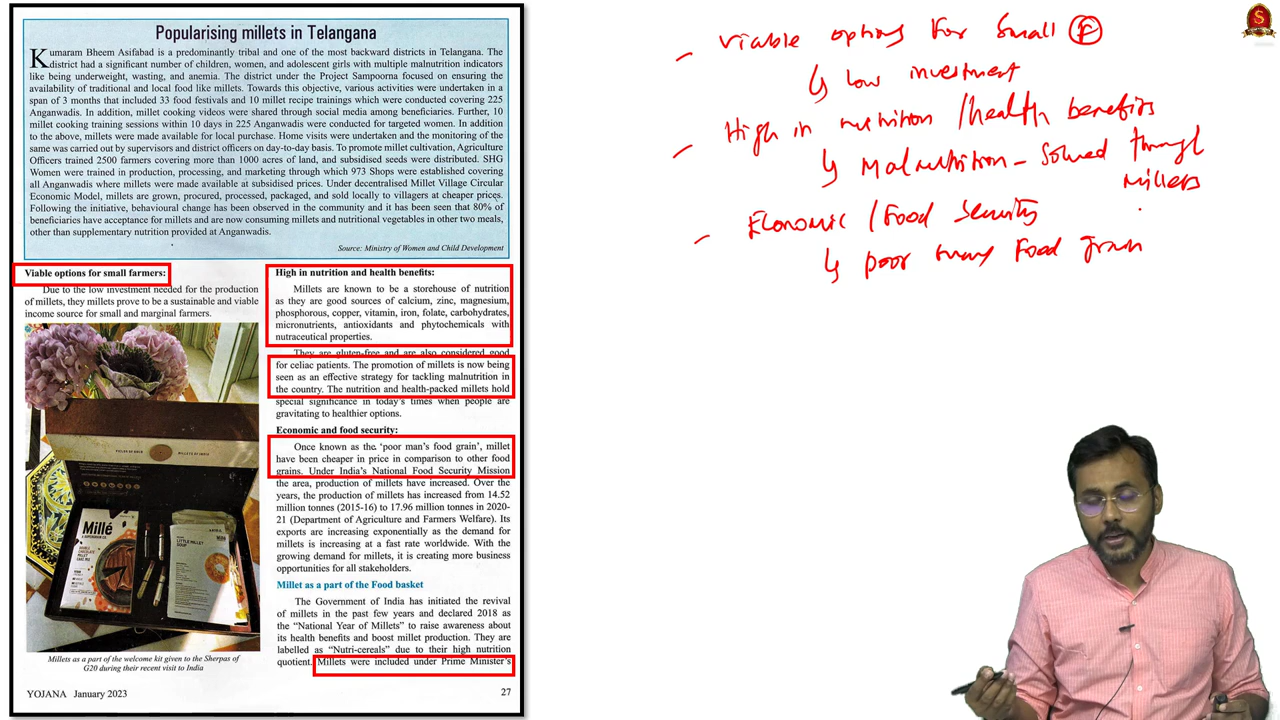 Popularising millets in Telangana
Kumaram Bheem Asifabad is a predominantly tribal and one of the most backward districts in Telangana. The
district had a significant number of children, women, and adolescent girls with multiple malnutrition indicators
like being underweight, wasting, and anemia. The district under the Project Sampoorna focused on ensuring the
availability of traditional and local food like millets. Towards this objective, various activities were undertaken in a
span of 3 months that included 33 food festivals and 10 millet recipe trainings which were conducted covering 225
Anganwadis. In addition, millet cooking videos were shared through social media among beneficiaries. Further, 10
millet cooking training sessions within 10 days in 225 Anganwadis were conducted for targeted women. In addition
to the above, millets were made available for local purchase. Home visits were undertaken and the monitoring of the
same was carried out by supervisors and district officers on day-to-day basis. To promote millet cultivation, Agriculture
Officers trained 2500 farmers covering more than 1000 acres of land, and subsidised seeds were distributed. SHG
Women were trained in production, processing, and marketing through which 973 Shops were established covering
all Anganwadis where millets were made available at subsidised prices. Under decentralised Millet Village Circular
Economic Model, millets are grown, procured, processed, packaged, and sold locally to villagers at cheaper prices.
Following the initiative, behavioural change has been observed in the community and it has been seen that 80% of
beneficiaries have acceptance for millets and are now consuming millets and nutritional vegetables in other two meals,
other than supplementary nutrition provided at Anganwadis.
Source: Ministry of Women and Child Development
Viable options for small farmers:
Due to the low investment needed for the production
of millets, they millets prove to be a sustainable and viable
income source for small and marginal farmers.
Millé
LITTLE MILLET
SOUP
Millets as a part of the welcome kit given to the Sherpas of
G20 during their recent visit to India
High in nutrition and health benefits:
Millets are known to be a storehouse of nutrition
as they are good sources of calcium, zinc, magnesium,
phosphorous, copper, vitamin, iron, folate, carbohydrates,
micronutrients, antioxidants and phytochemicals with
nutraceutical properties.
They are gluten-free and are also considered good
for celiac patients. The promotion of millets is now being
seen as an effective strategy for tackling malnutrition in
the country. The nutrition and health-packed millets hold
special significance in today's times when people are
gravitating to healthier options.
Economic and food security:
Once known as the 'poor man's food grain', millet
have been cheaper in price in comparison to other food
grains. Under India's National Food Security Mission
the area, production of millets have increased. Over the
years, the production of millets has increased from 14.52
million tonnes (2015-16) to 17.96 million tonnes in 2020-
21 (Department of Agriculture and Farmers Welfare). Its
exports are increasing exponentially as the demand for
millets is increasing at a fast rate worldwide. With the
growing demand for millets, it is creating more business
opportunities for all stakeholders.
Millet as a part of the Food basket
The Government of India has initiated the revival
of millets in the past few years and declared 2018 as
the "National Year of Millets" to raise awareness about
its health benefits and boost millet production. They are
labelled as "Nutri-cereals" due to their high nutrition
quotient. Millets were included under Prime Minister's
YOJANA January 2023
27
- Viable options for small F
↳ Low investment
- High in nutrition / health benefits
↳ Malnutrition - Solved through
millets
- Economic / Food Security
↳ poor mans food grain
S